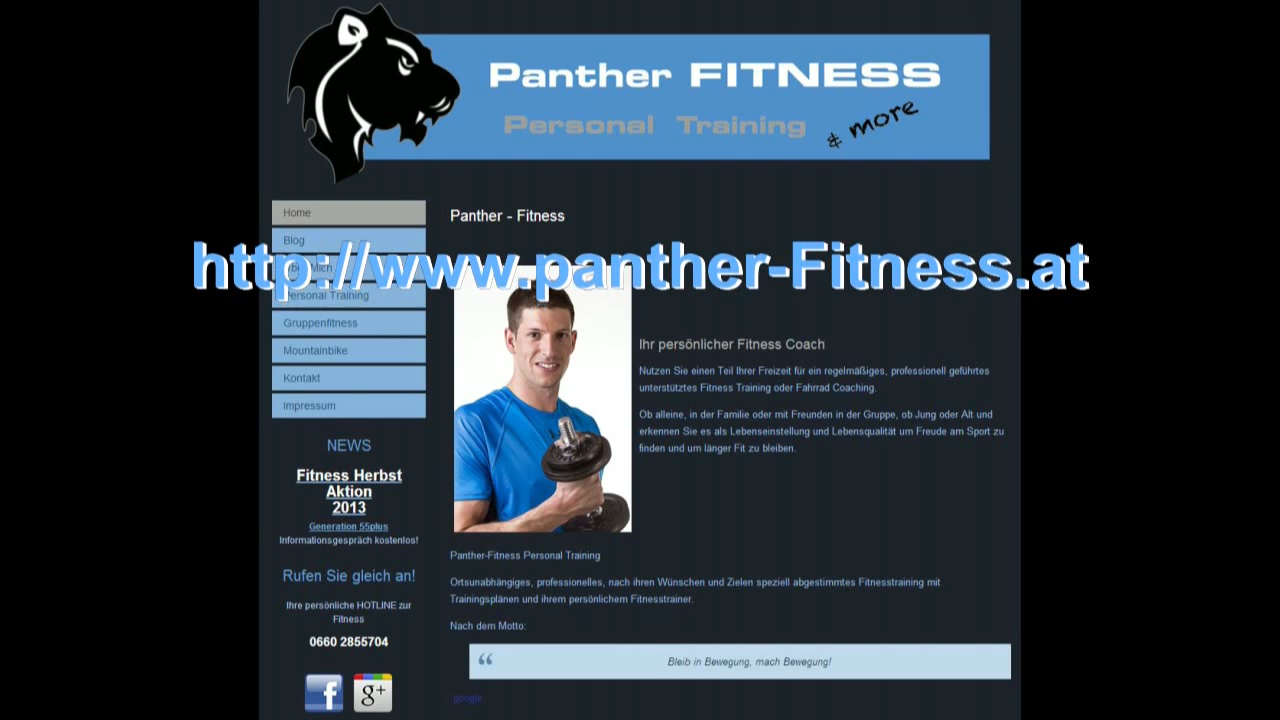 Panther FITNESS
Personal Training
& more
Home
Blog
Mich
Personal Training
Gruppenfitness
Mountainbike
Kontakt
Impressum
http://www.panther-Fitness.at
NEWS
Fitness Herbst
Aktion
2013
Generation 55plus
Informationsgespräch kostenlos!
Rufen Sie gleich an!
Ihre persönliche HOTLINE zur
Fitness
0660 2855704
f
g+
Panther - Fitness
Ihr persönlicher Fitness Coach
Nutzen Sie einen Teil Ihrer Freizeit für ein regelmäßiges, professionell geführtes
unterstütztes Fitness Training oder Fahrrad Coaching.
Ob alleine, in der Familie oder mit Freunden in der Gruppe, ob Jung oder Alt und
erkennen Sie es als Lebenseinstellung und Lebensqualität um Freude am Sport zu
finden und um länger Fit zu bleiben.
Panther-Fitness Personal Training
Ortsunabhängiges, professionelles, nach ihren Wünschen und Zielen speziell abgestimmtes Fitnesstraining mit
Trainingsplänen und ihrem persönlichem Fitnesstrainer.
Nach dem Motto:
“ Bleib in Bewegung, mach Bewegung!
google